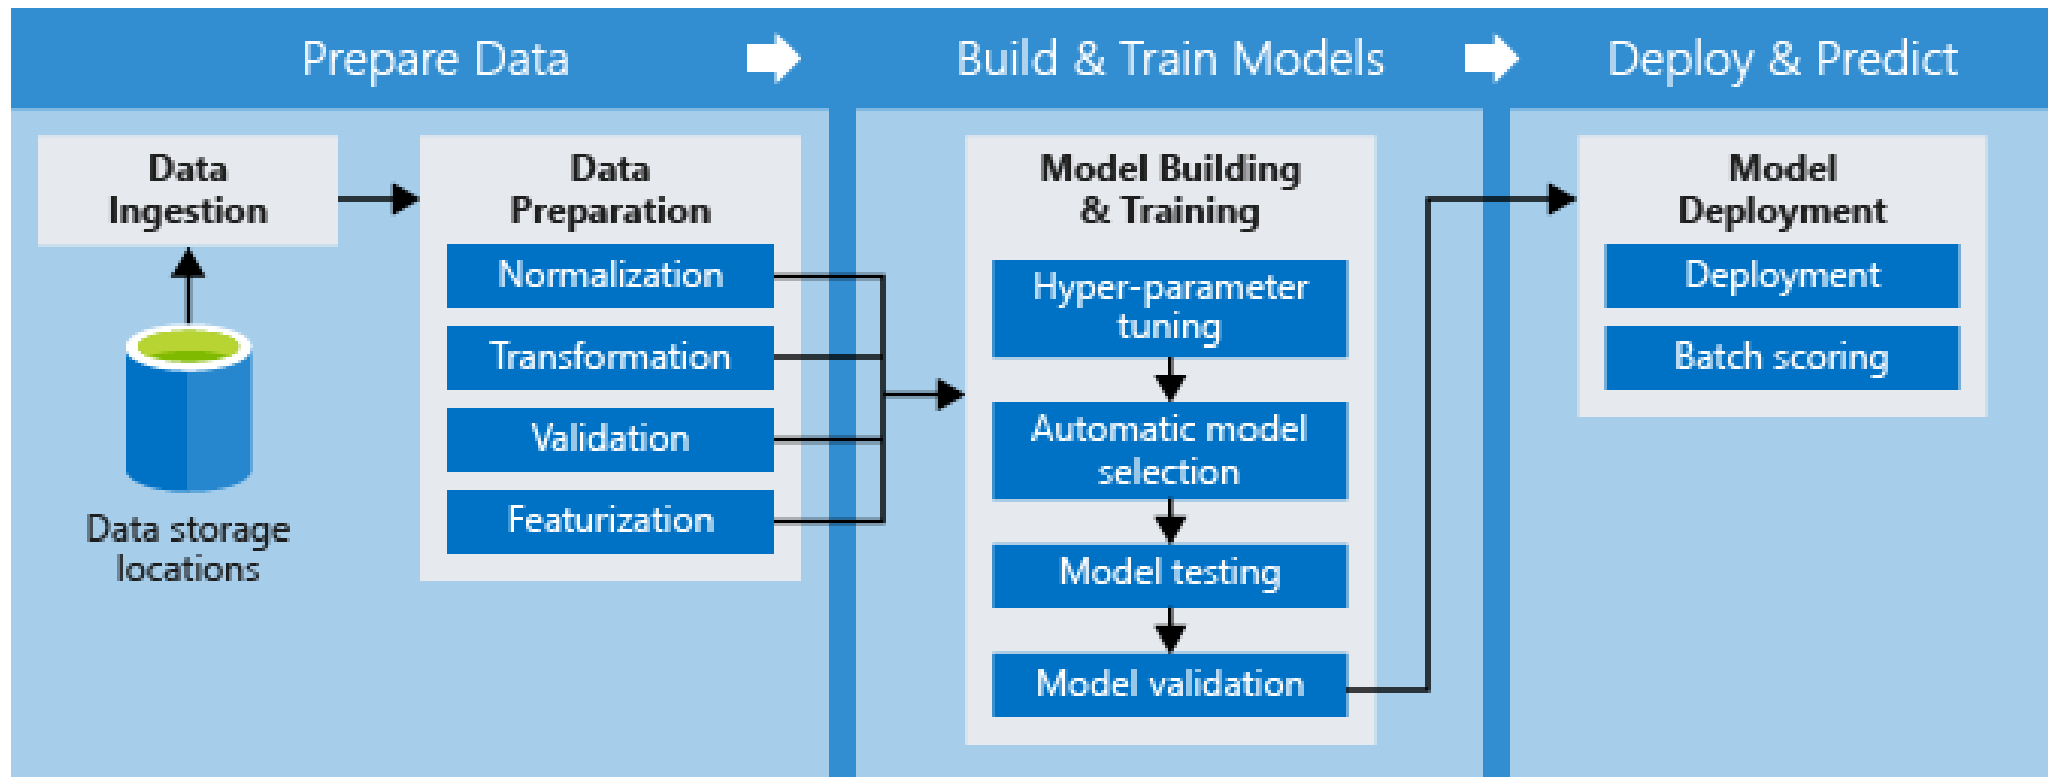 Prepare Data
Build & Train Models
Deploy & Predict
Data
Ingestion
Data storage
locations
Data
Preparation
Normalization
Transformation
Validation
Featurization
Model Building
& Training
Hyper-parameter
tuning
Automatic model
selection
Model testing
Model validation
Model
Deployment
Deployment
Batch scoring